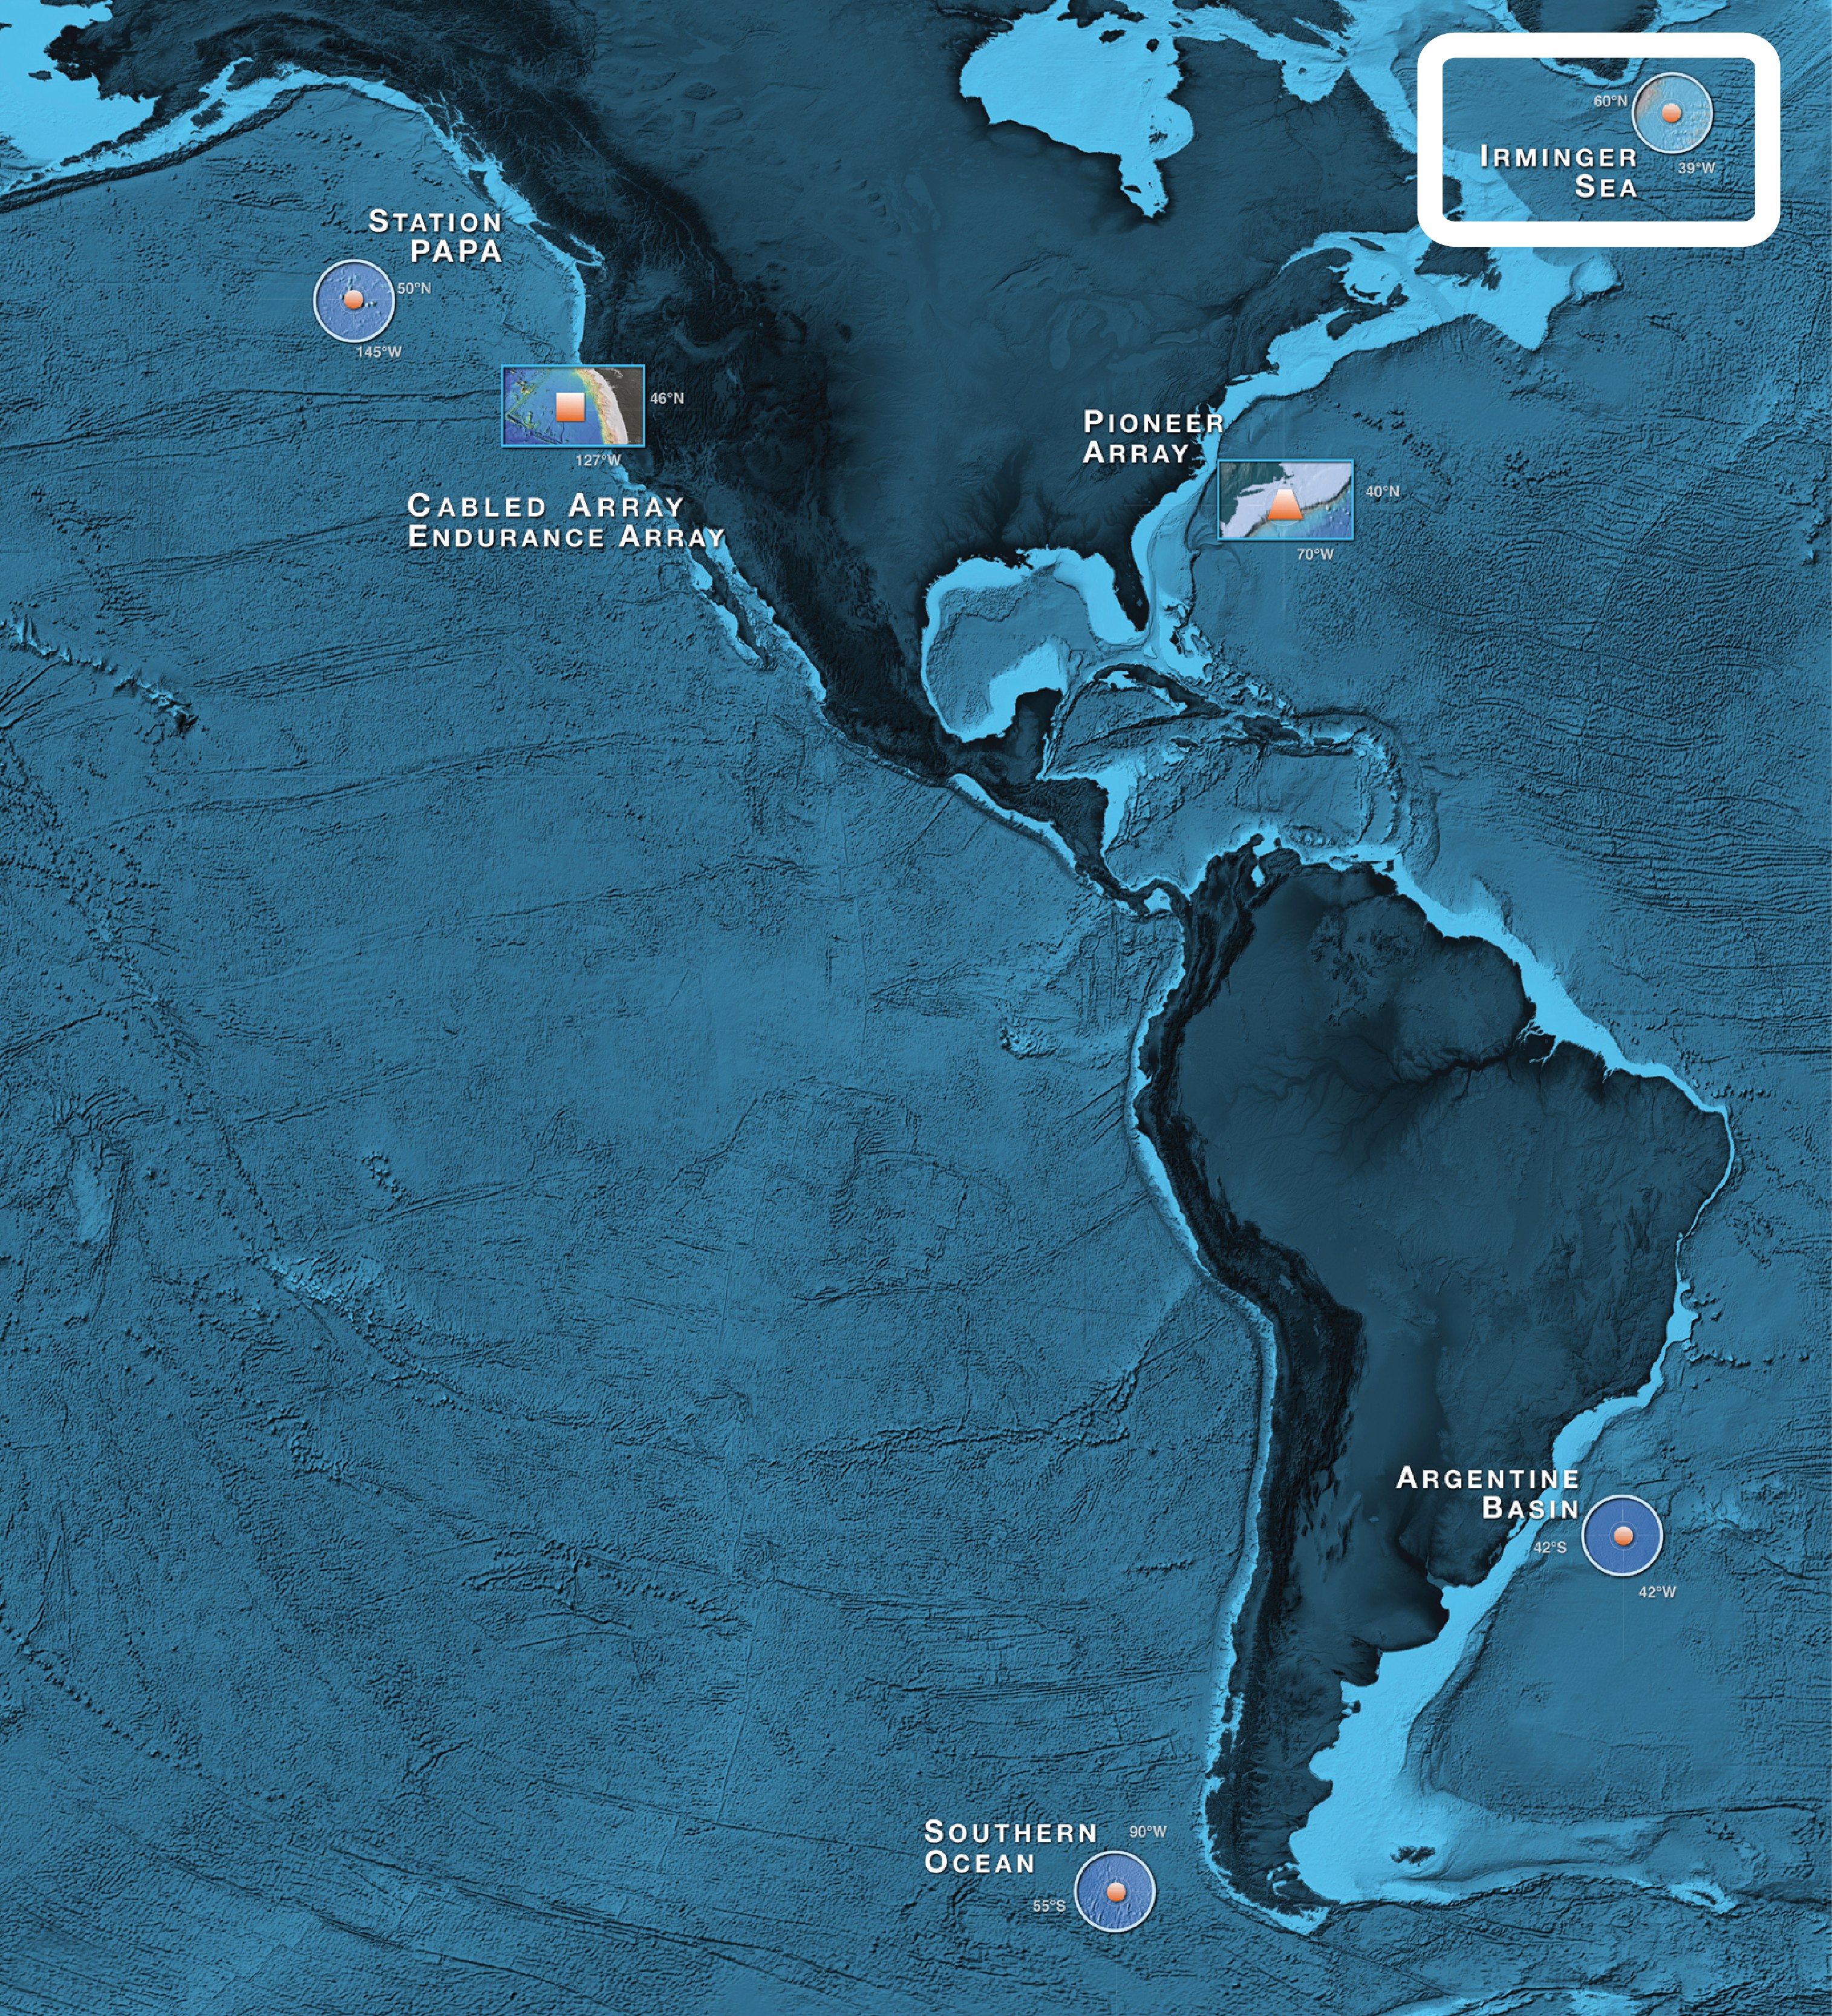 60°N
IRMINGER
SEA
39°W
STATION
PAPA
50°N
145°W
46°N
127°W
CABLED ARRAY
ENDURANCE ARRAY
PIONEER
ARRAY
40°N
70°W
ARGENTINE
BASIN
42°S
42°W
SOUTHERN
OCEAN
90°W
55°S